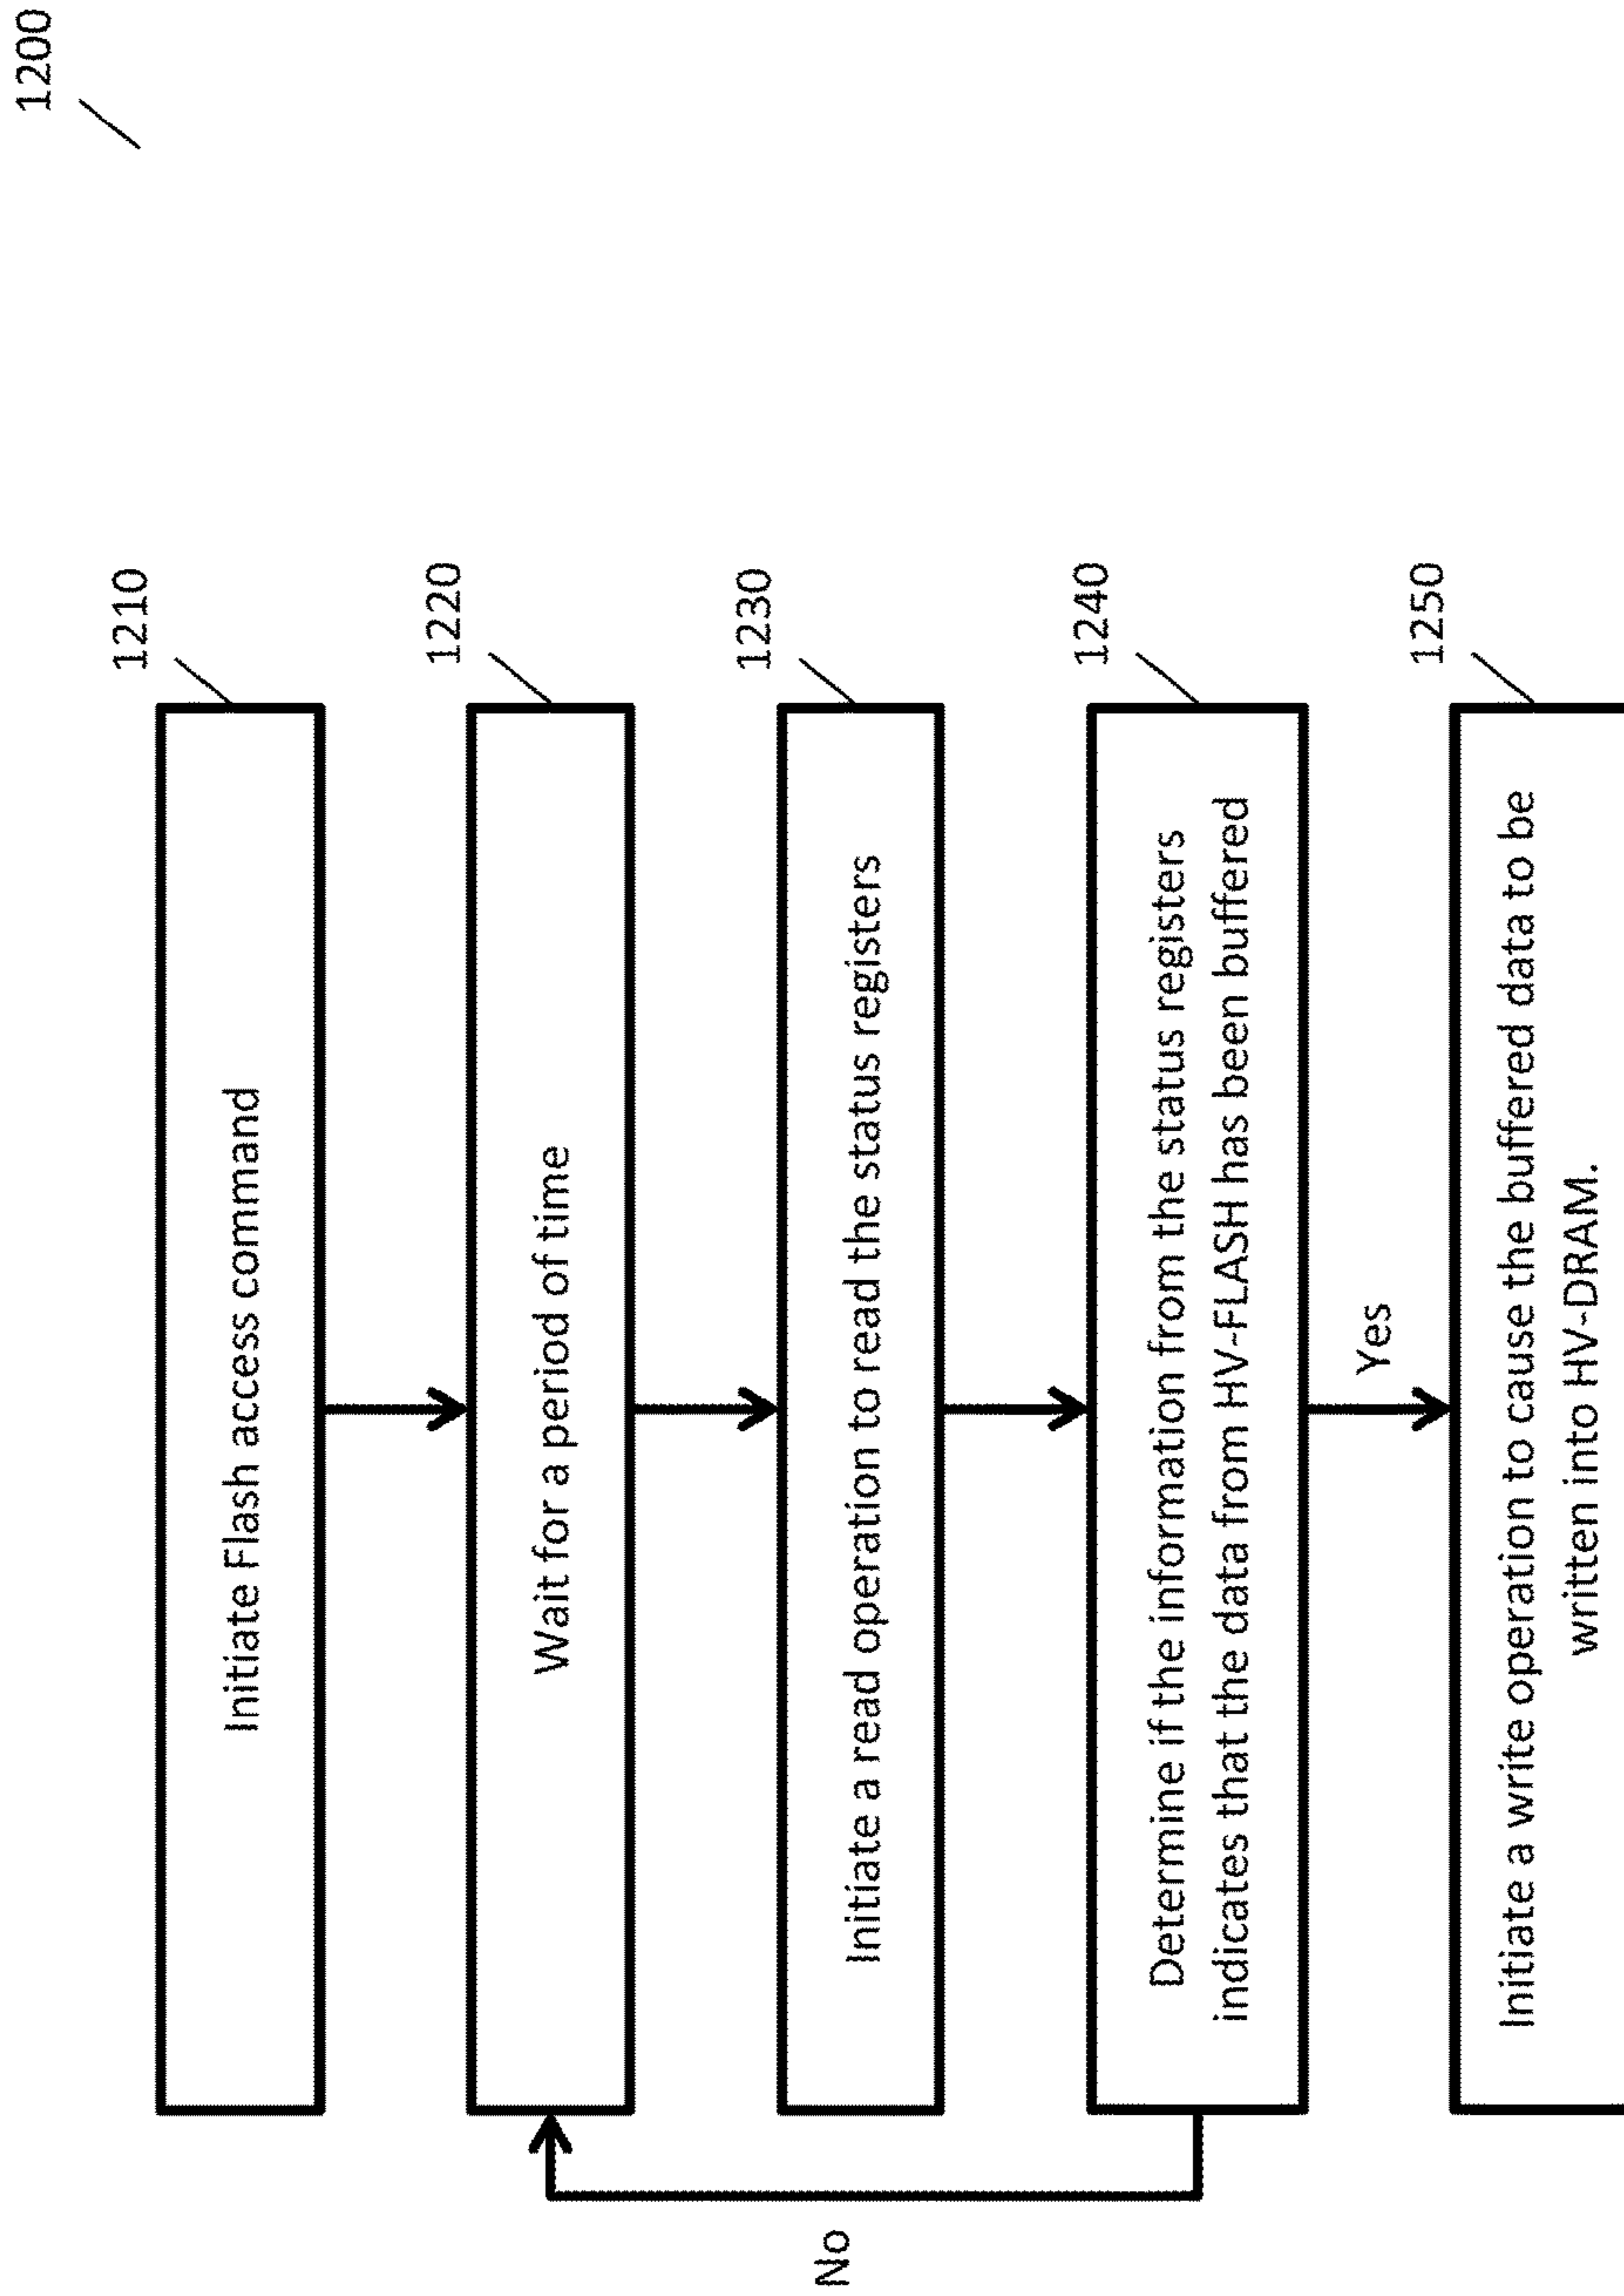 1200
1210
Initiate Flash access command
1220
Wait for a period of time
1230
Initiate a read operation to read the status registers
1240
Determine if the information from the status registers
indicates that the data from HV-FLASH has been buffered
No
Yes
1250
Initiate a write operation to cause the buffered data to be
written into HV-DRAM.